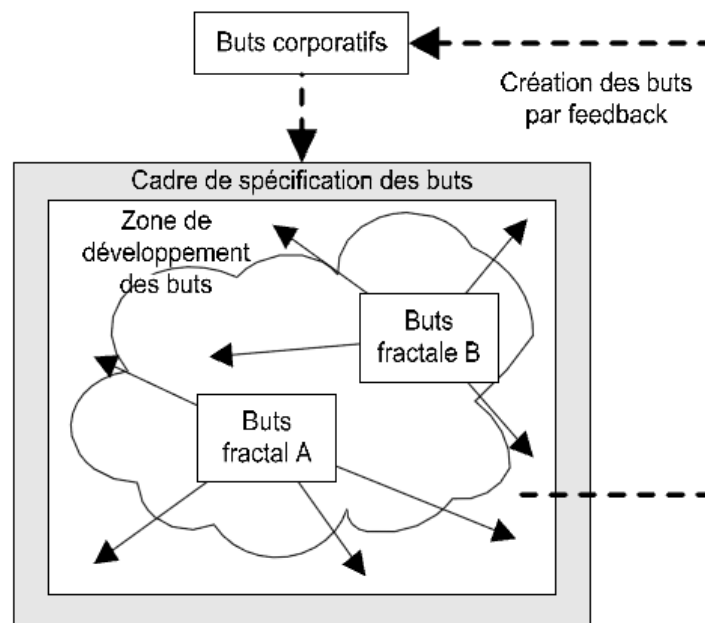 Buts corporatifs
Création des buts
par feedback
Cadre de spécification des buts
Zone de
développement
des buts
Buts
fractale B
Buts
fractal A